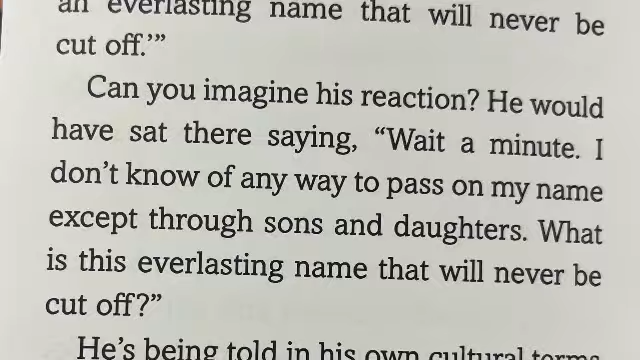 an everlasting name that will never be
cut off.’”
Can you imagine his reaction? He would
have sat there saying, “Wait a minute. I
don’t know of any way to pass on my name
except through sons and daughters. What
is this everlasting name that will never be
cut off?”
He’s being told in his own cultural terms